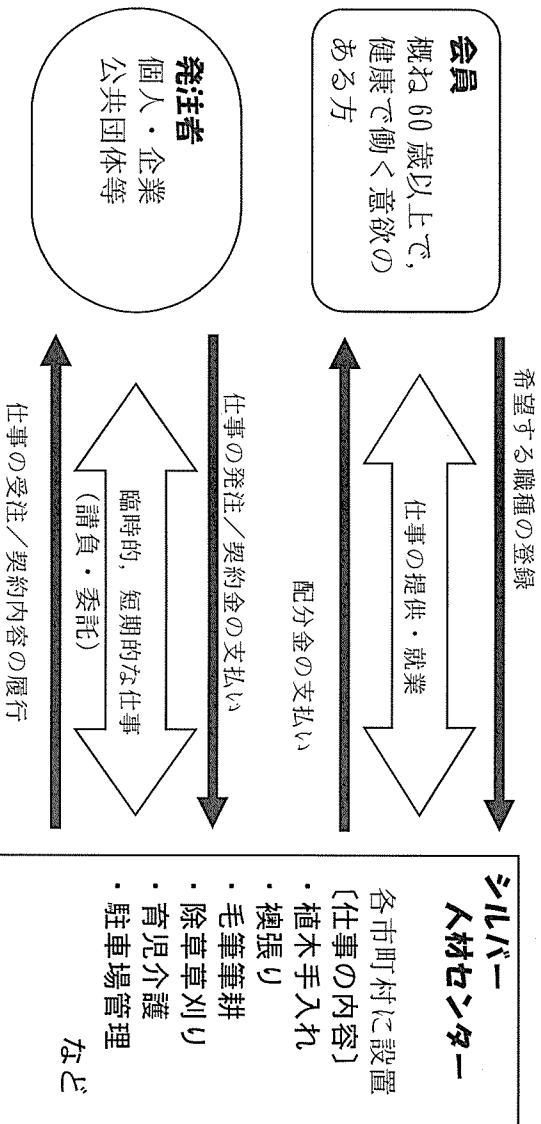 会員
概ね60歳以上で,
健康で働く意欲の
ある方
希望する職種の登録
仕事の提供・就業
配分金の支払い
発注者
個人・企業
公共団体等
仕事の発注／契約金の支払い
臨時的, 短期的な仕事
(請負・委託)
仕事の受注／契約内容の履行
シルバー
人材センター
各市町村に設置
〔仕事の内容〕
・植木手入れ
・襖張り
・毛筆筆耕
・除草草刈り
・育児介護
・駐車場管理
など